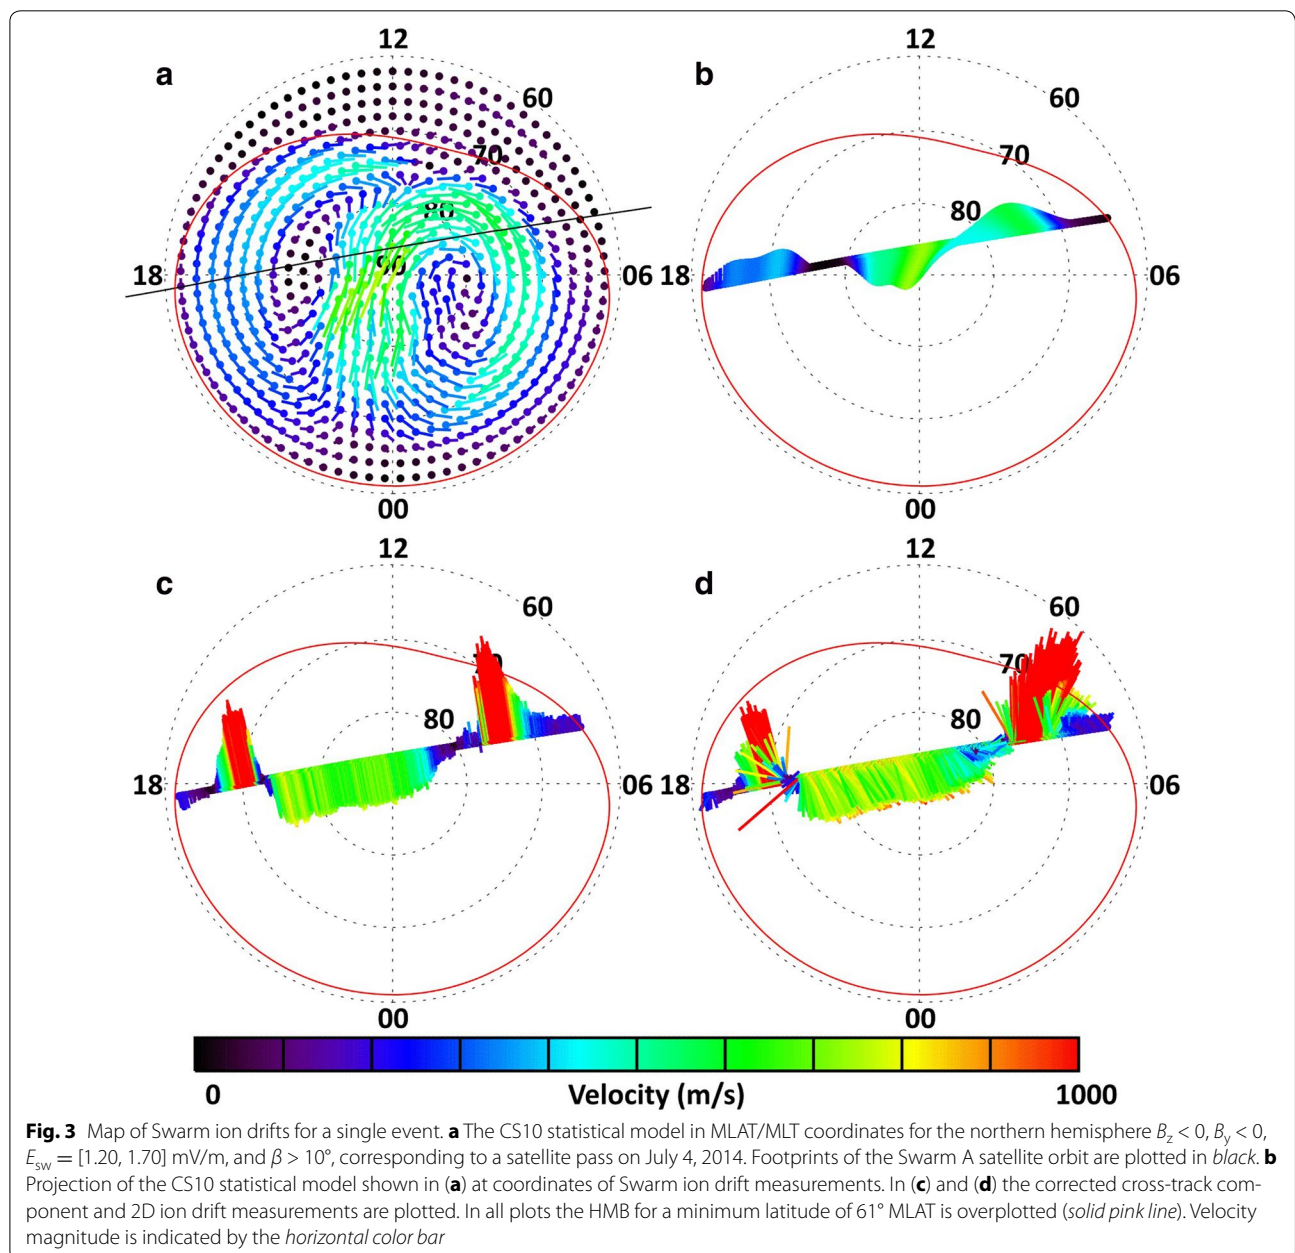 12
a
60
70
80
90
18
06
00
12
b
60
70
80
18
06
00
12
c
60
70
80
18
06
00
12
d
60
70
80
18
06
00
0 Velocity (m/s) 1000
Fig. 3 Map of Swarm ion drifts for a single event. a The CS10 statistical model in MLAT/MLT coordinates for the northern hemisphere B_z < 0, B_y < 0,
E_sw = [1.20, 1.70] mV/m, and β > 10°, corresponding to a satellite pass on July 4, 2014. Footprints of the Swarm A satellite orbit are plotted in black. b
Projection of the CS10 statistical model shown in (a) at coordinates of Swarm ion drift measurements. In (c) and (d) the corrected cross-track com-
ponent and 2D ion drift measurements are plotted. In all plots the HMB for a minimum latitude of 61° MLAT is overplotted (solid pink line). Velocity
magnitude is indicated by the horizontal color bar